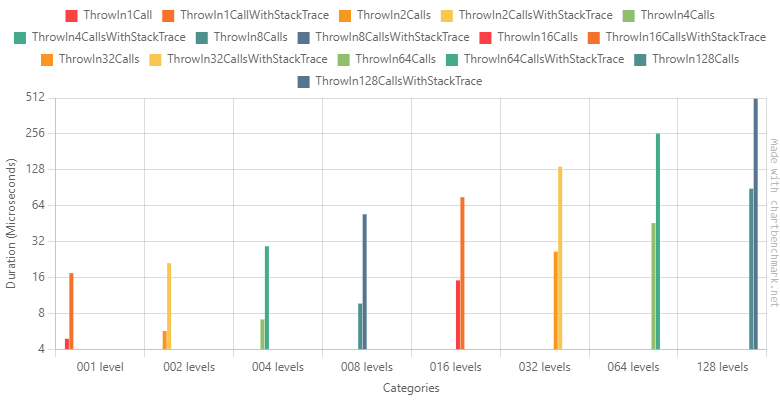 ThrowIn1Call ThrowIn1CallWithStackTrace ThrowIn2Calls ThrowIn2CallsWithStackTrace ThrowIn4Calls
ThrowIn4CallsWithStackTrace ThrowIn8Calls ThrowIn8CallsWithStackTrace ThrowIn16Calls ThrowIn16CallsWithStackTrace
ThrowIn32Calls ThrowIn32CallsWithStackTrace ThrowIn64Calls ThrowIn64CallsWithStackTrace ThrowIn128Calls
ThrowIn128CallsWithStackTrace
Duration (Microseconds)
512
256
128
64
32
16
8
4
001 level 002 levels 004 levels 008 levels 016 levels 032 levels 064 levels 128 levels
Categories
Made with chartbenchmark.net